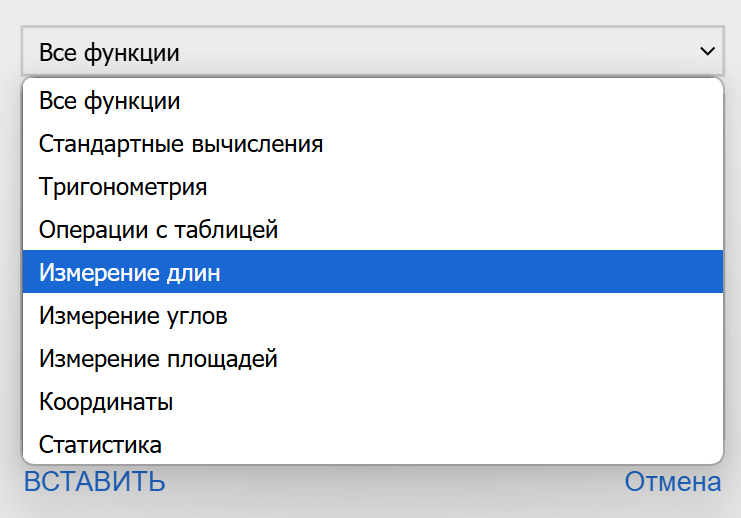 Все функции
Все функции
Стандартные вычисления
Тригонометрия
Операции с таблицей
Измерение длин
Измерение углов
Измерение площадей
Координаты
Статистика
ВСТАВИТЬ Отмена